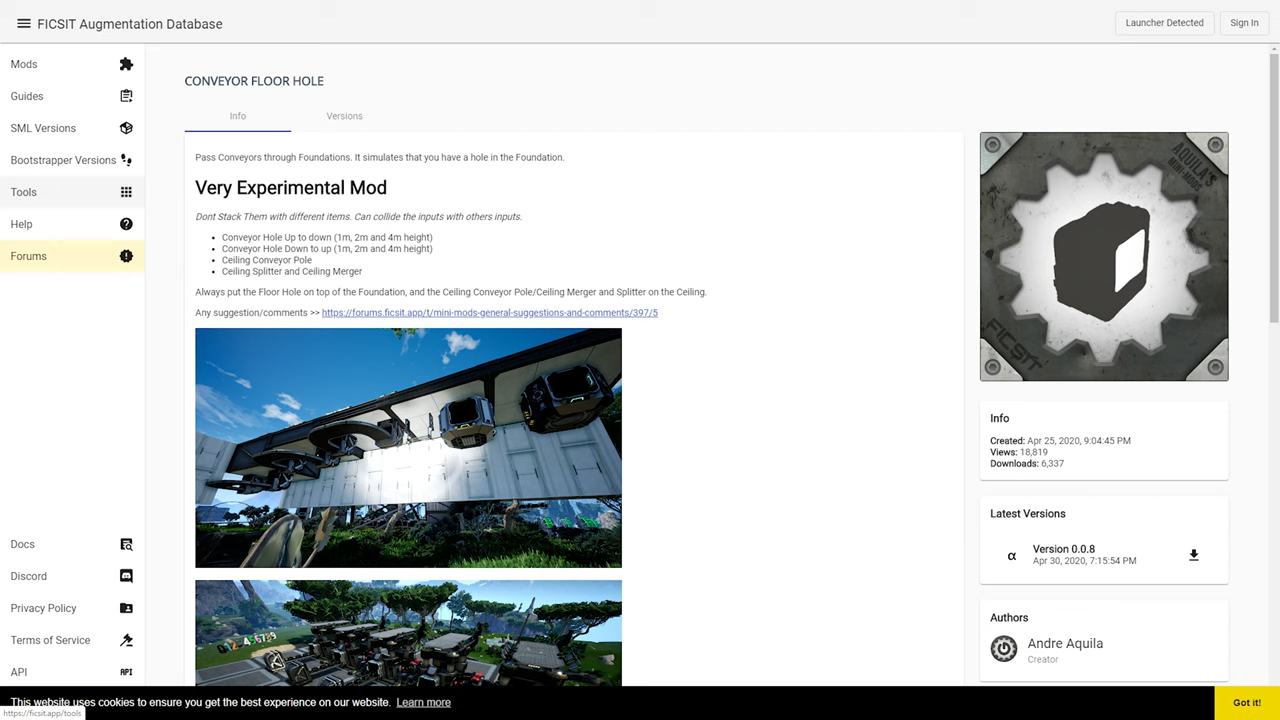 FICSIT Augmentation Database
Launcher Detected
Sign In
Mods
Guides
SML Versions
Bootstrapper Versions
Tools
Help
Forums
CONVEYOR FLOOR HOLE
Info
Versions
Pass Conveyors through Foundations. It simulates that you have a hole in the Foundation.
Very Experimental Mod
Dont Stack Them with different items. Can collide the inputs with others inputs.
Conveyor Hole Up to down (1m, 2m and 4m height)
Conveyor Hole Down to up (1m, 2m and 4m height)
Ceiling Conveyor Pole
Ceiling Splitter and Ceiling Merger
Always put the Floor Hole on top of the Foundation, and the Ceiling Conveyor Pole/Ceiling Merger and Splitter on the Ceiling.
Any suggestion/comments >> https://forums.ficsit.app/t/mini-mods-general-suggestions-and-comments/397/5
AQUILA'S
MINI-MODS
FICSIT
Info
Created: Apr 25, 2020, 9:04:45 PM
Views: 18,819
Downloads: 6,337
Latest Versions
α
Version 0.0.8
Apr 30, 2020, 7:15:54 PM
Authors
Andre Aquila
Creator
Docs
Discord
Privacy Policy
Terms of Service
API
API
This website uses cookies to ensure you get the best experience on our website. Learn more
Got it!
https://ficsit.app/tools